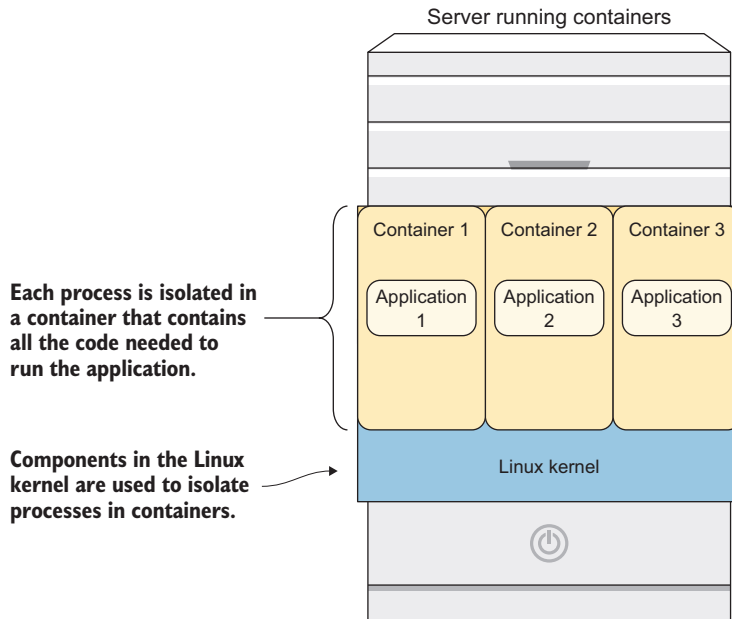 Server running containers
Container 1
Container 2
Container 3
Application
1
Application
2
Application
3
Each process is isolated in
a container that contains
all the code needed to
run the application.
Components in the Linux
kernel are used to isolate
processes in containers.
Linux kernel